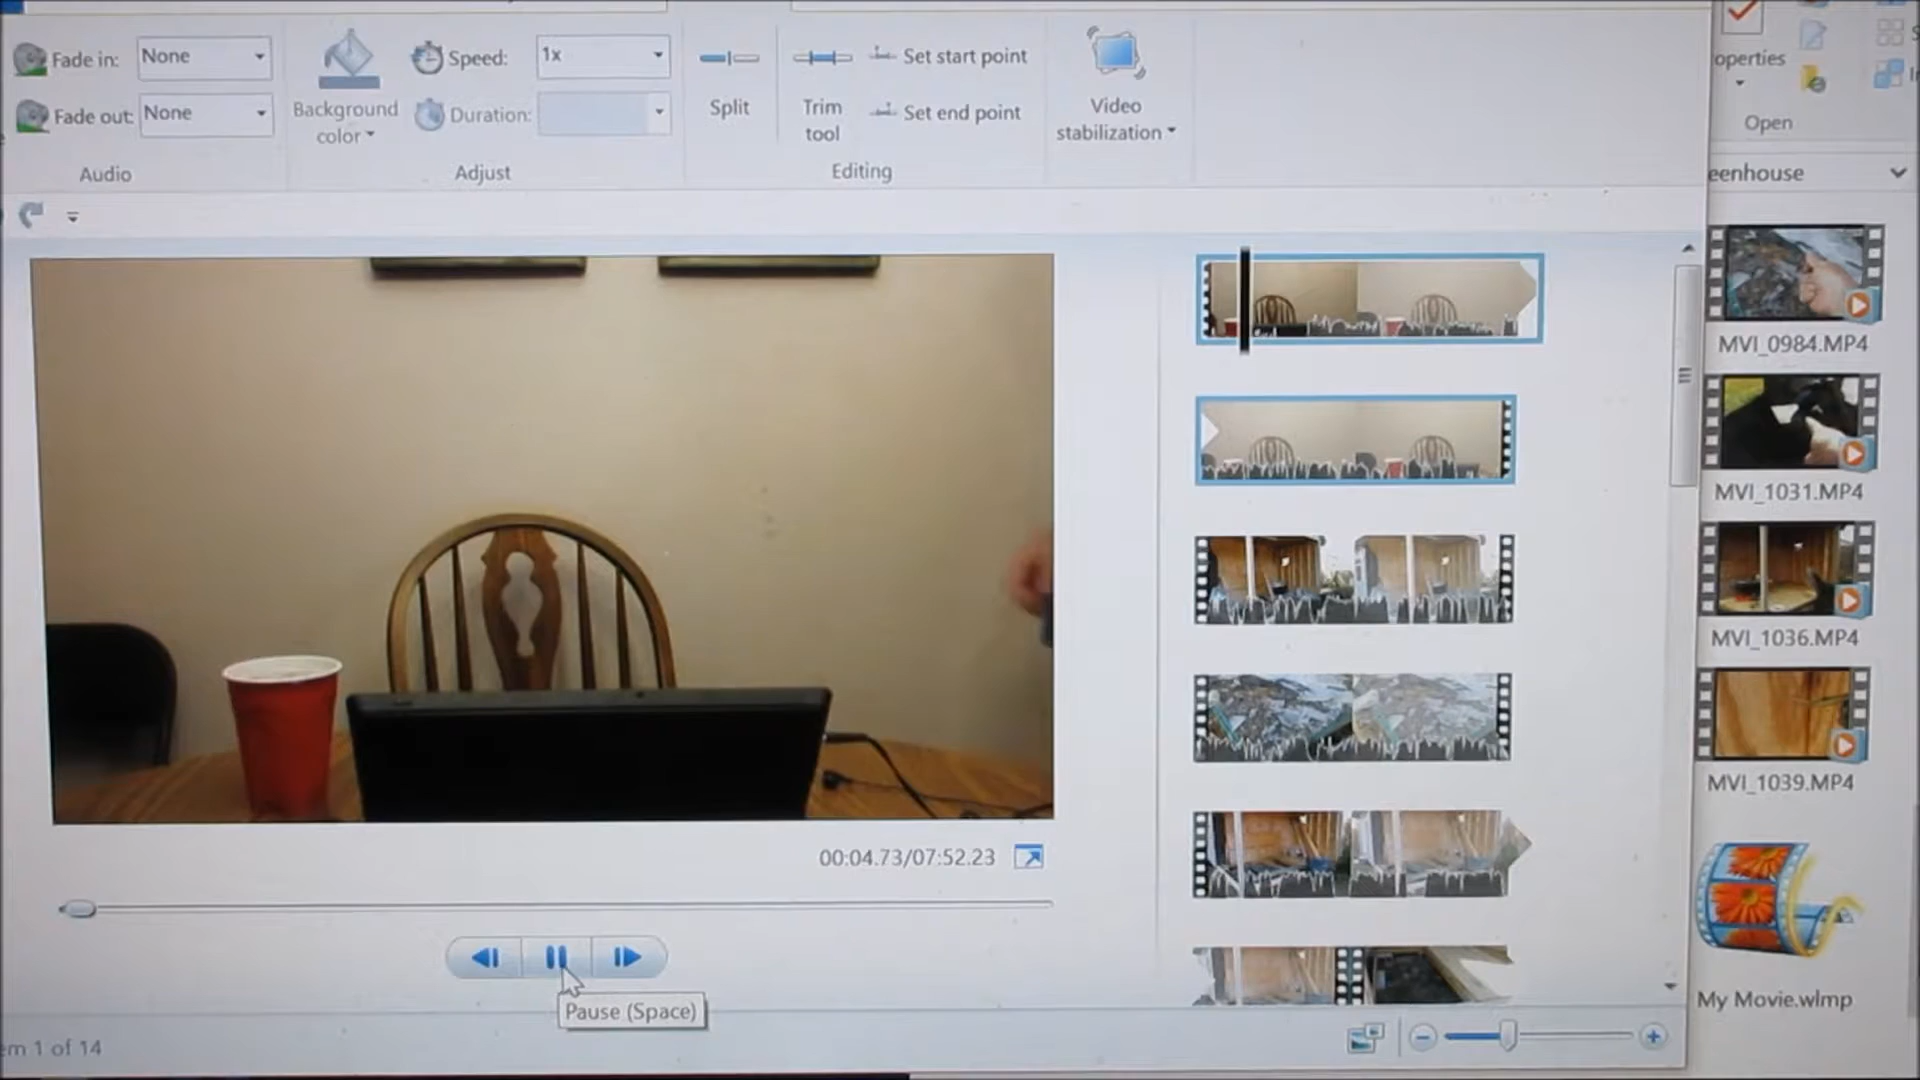 Fade in: None
Fade out: None
Audio
Background
color
Speed: 1x
Duration:
Adjust
Split
Trim
tool
Set start point
Set end point
Editing
Video
stabilization
operties
Open
eenhouse
MVI_0984.MP4
MVI_1031.MP4
MVI_1036.MP4
MVI_1039.MP4
My Movie.wlmp
00:04.73/07:52.23
Pause (Space)
em 1 of 14